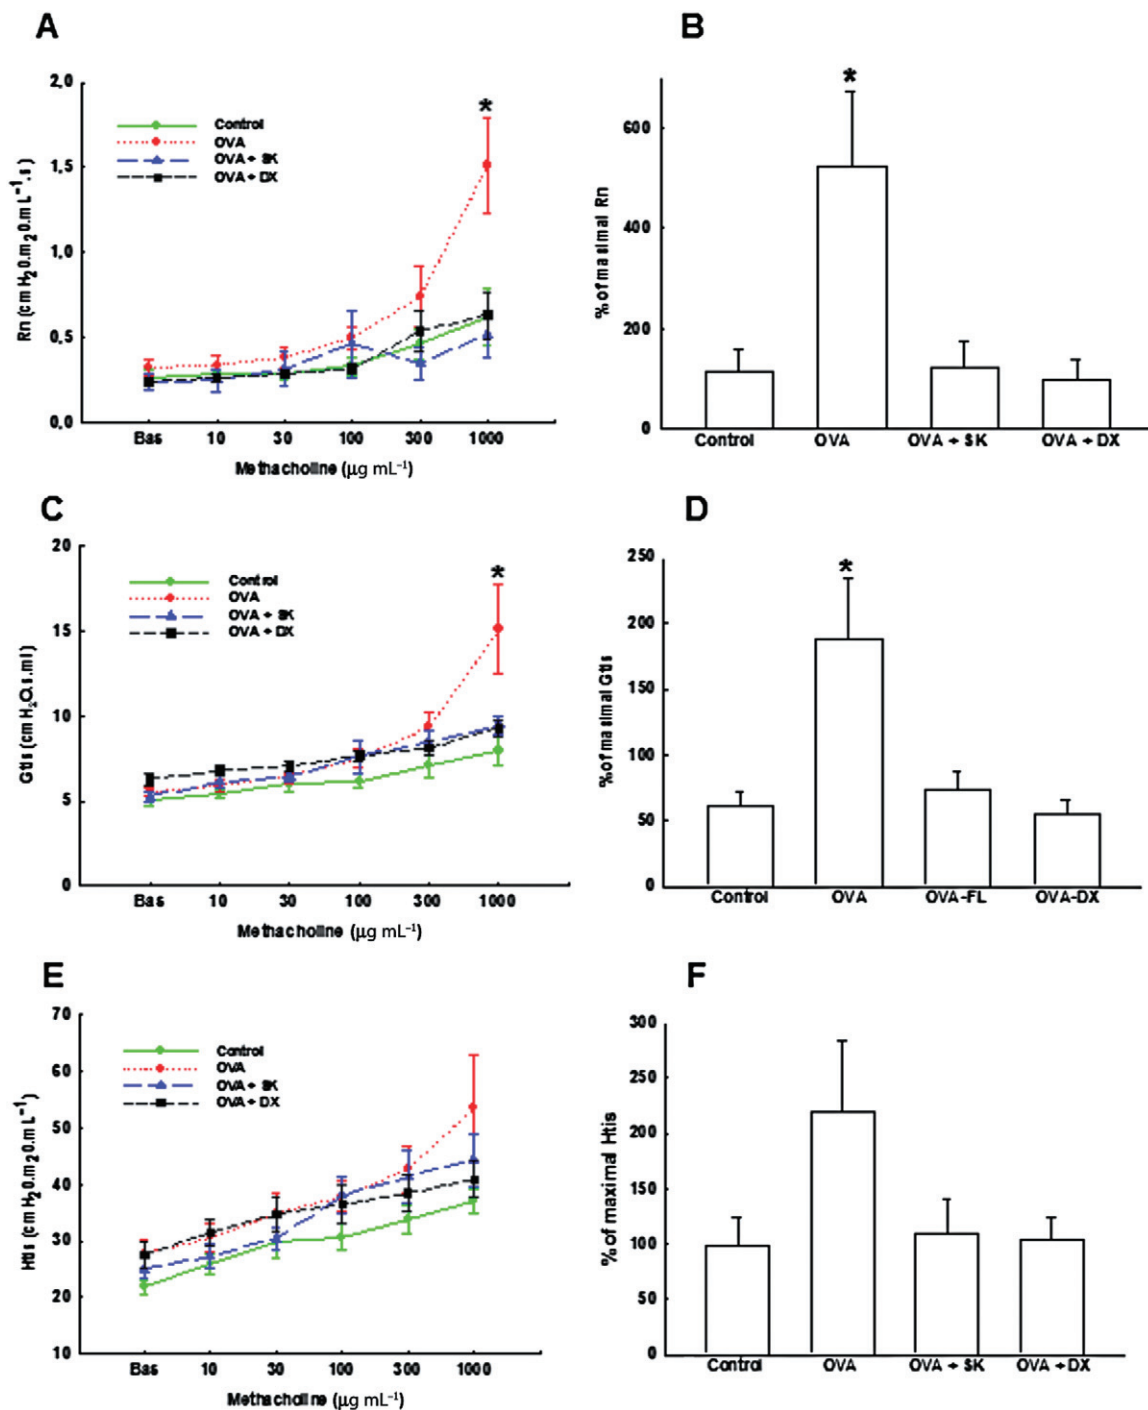 A
2,0
1,5
1,0
0,5
0,0
Rn (cm H₂0.m₂0.mL⁻¹.s)
Control
OVA
OVA + SK
OVA + DX
*
Bas 10 30 100 300 1000
Methacholine (μg mL⁻¹)
B
600
400
200
0
% of maximal Rn
*
Control OVA OVA + SK OVA + DX
C
20
15
10
5
0
Gtis (cm H₂O.s.ml)
Control
OVA
OVA + SK
OVA + DX
*
Bas 10 30 100 300 1000
Methacholine (μg mL⁻¹)
D
250
200
150
100
50
0
% of maximal Gtis
*
Control OVA OVA-FL OVA-DX
E
70
60
50
40
30
20
10
Htis (cm H₂0.m₂0.mL⁻¹)
Control
OVA
OVA + SK
OVA + DX
Bas 10 30 100 300 1000
Methacholine (μg mL⁻¹)
F
300
250
200
150
100
50
0
% of maximal Htis
Control OVA OVA + SK OVA + DX